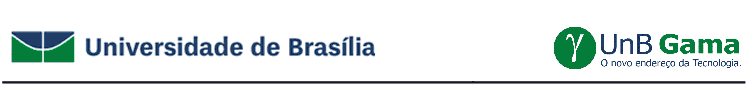 Universidade de Brasília
γ UnB Gama
O novo endereço da Tecnologia.